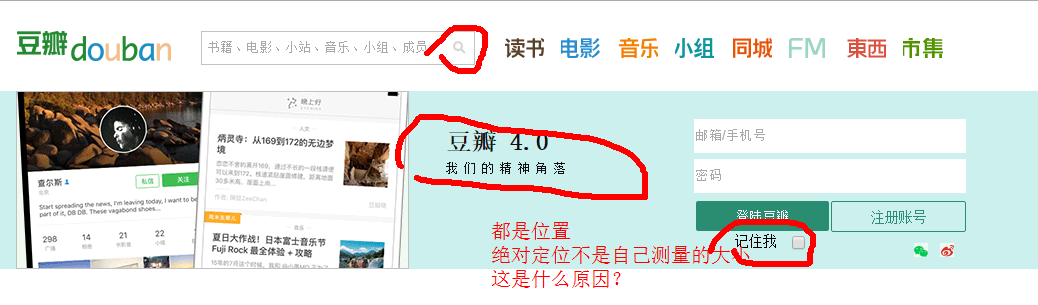 豆瓣douban
书籍、电影、小站、音乐、小组、成员
读书 电影 音乐 小组 同城 FM 東西 市集
晚上好
EVENING
人文
炳灵寺：从169到172的无边梦境
查尔斯
私信
关注
Start spreading the news, I'm leaving today, I want to be a
part of it, DB DB. These vagabond shoes...
298
14
21
22
广播
相册
音乐
夏日大作战！日本富士音乐节
Fuji Rock 最全体验 + 攻略
豆瓣 4.0
我们的精神角落
邮箱/手机号
密码
登陆豆瓣
注册账号
记住我
都是位置
绝对定位不是自己测量的大小
这是什么原因？